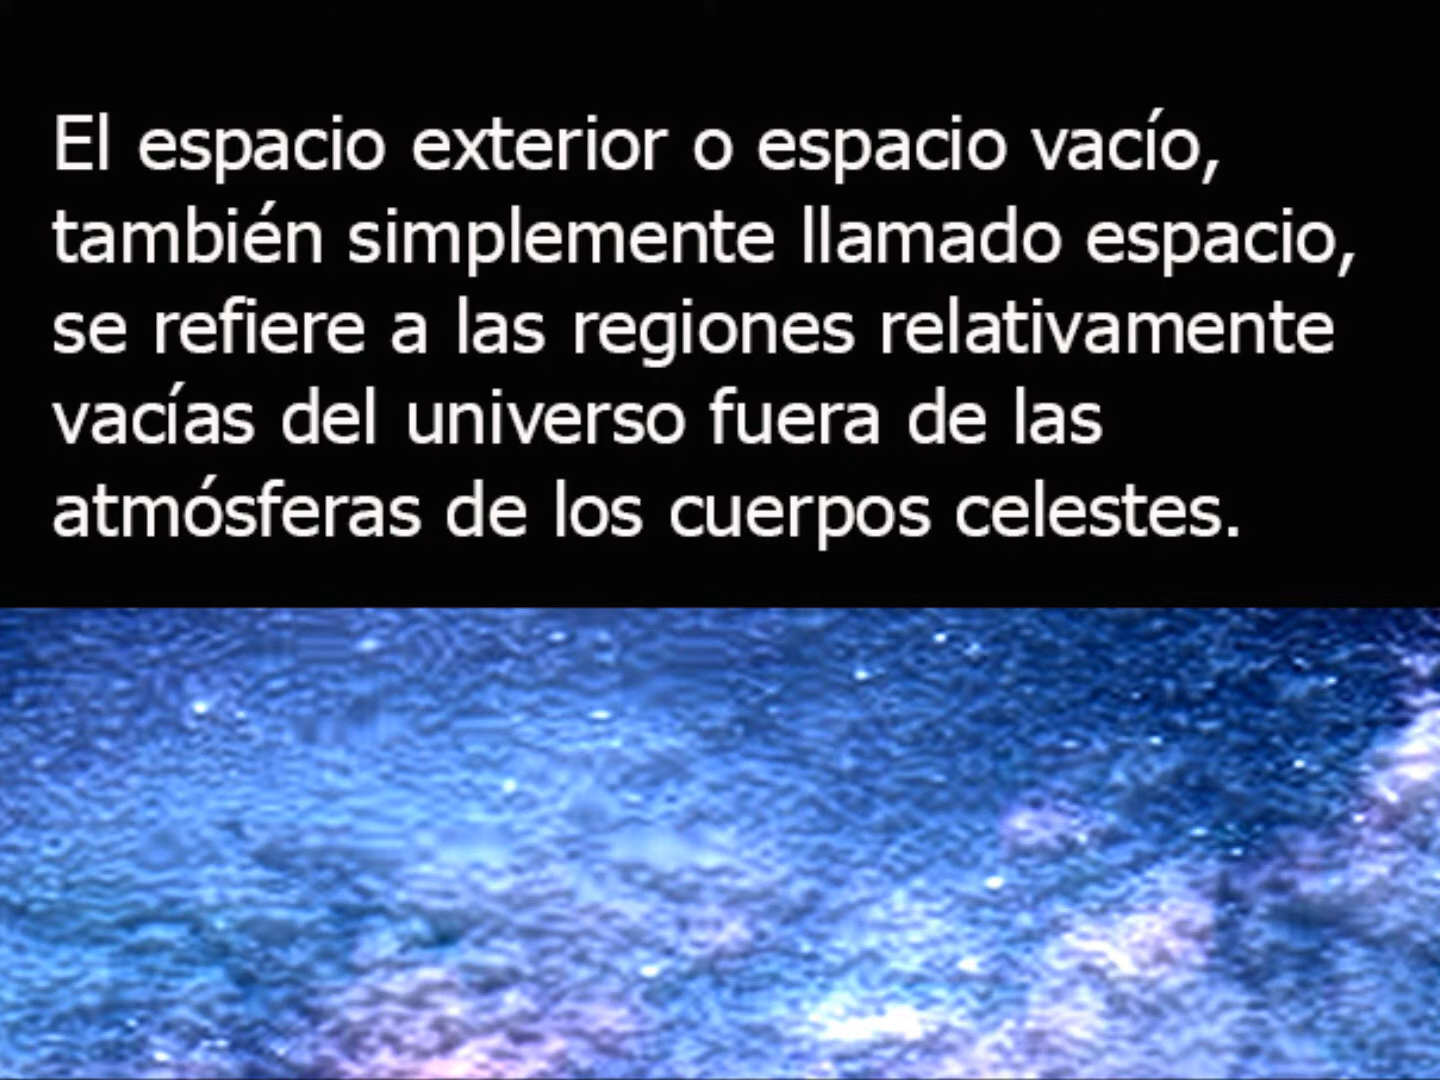 El espacio exterior o espacio vacío,
también simplemente llamado espacio,
se refiere a las regiones relativamente
vacías del universo fuera de las
atmósferas de los cuerpos celestes.